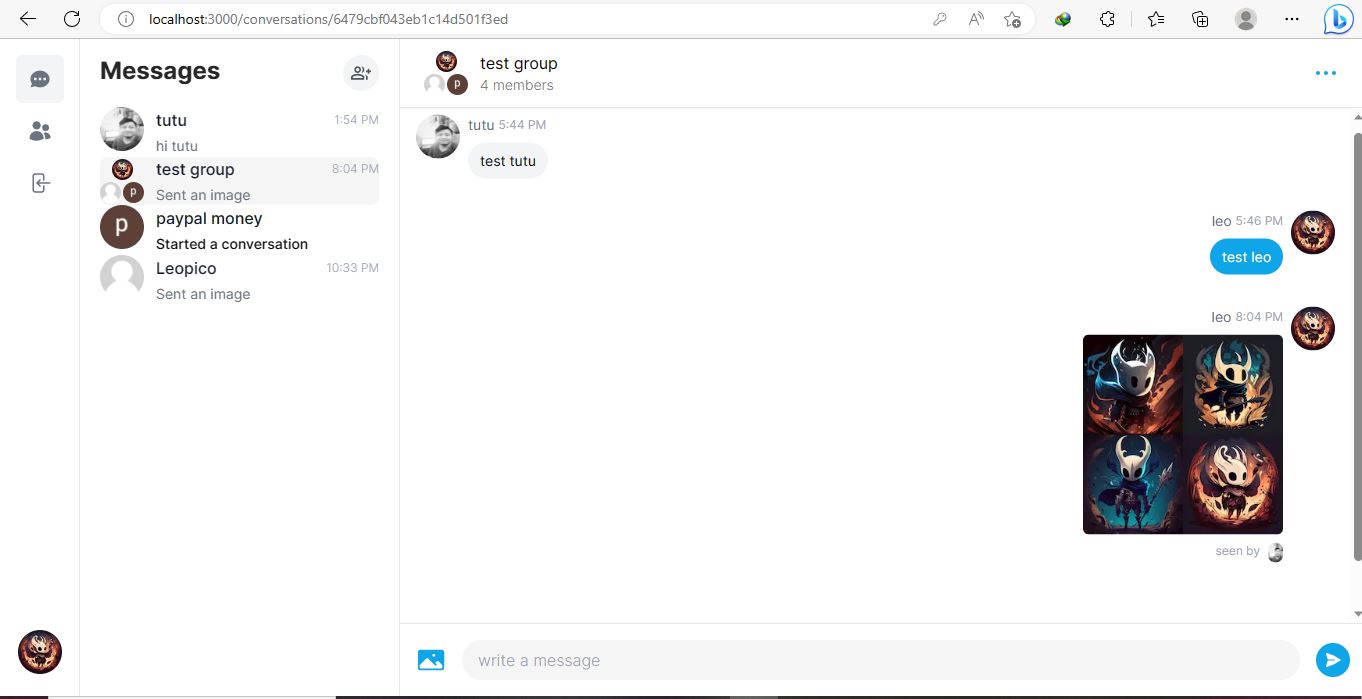 localhost:3000/conversations/6479cbf043eb1c14d501f3ed
Messages
tutu 1:54 PM
hi tutu
test group 8:04 PM
p Sent an image
p paypal money
Started a conversation
Leopico 10:33 PM
Sent an image
test group
p 4 members
tutu 5:44 PM
test tutu
leo 5:46 PM
test leo
leo 8:04 PM
seen by
write a message